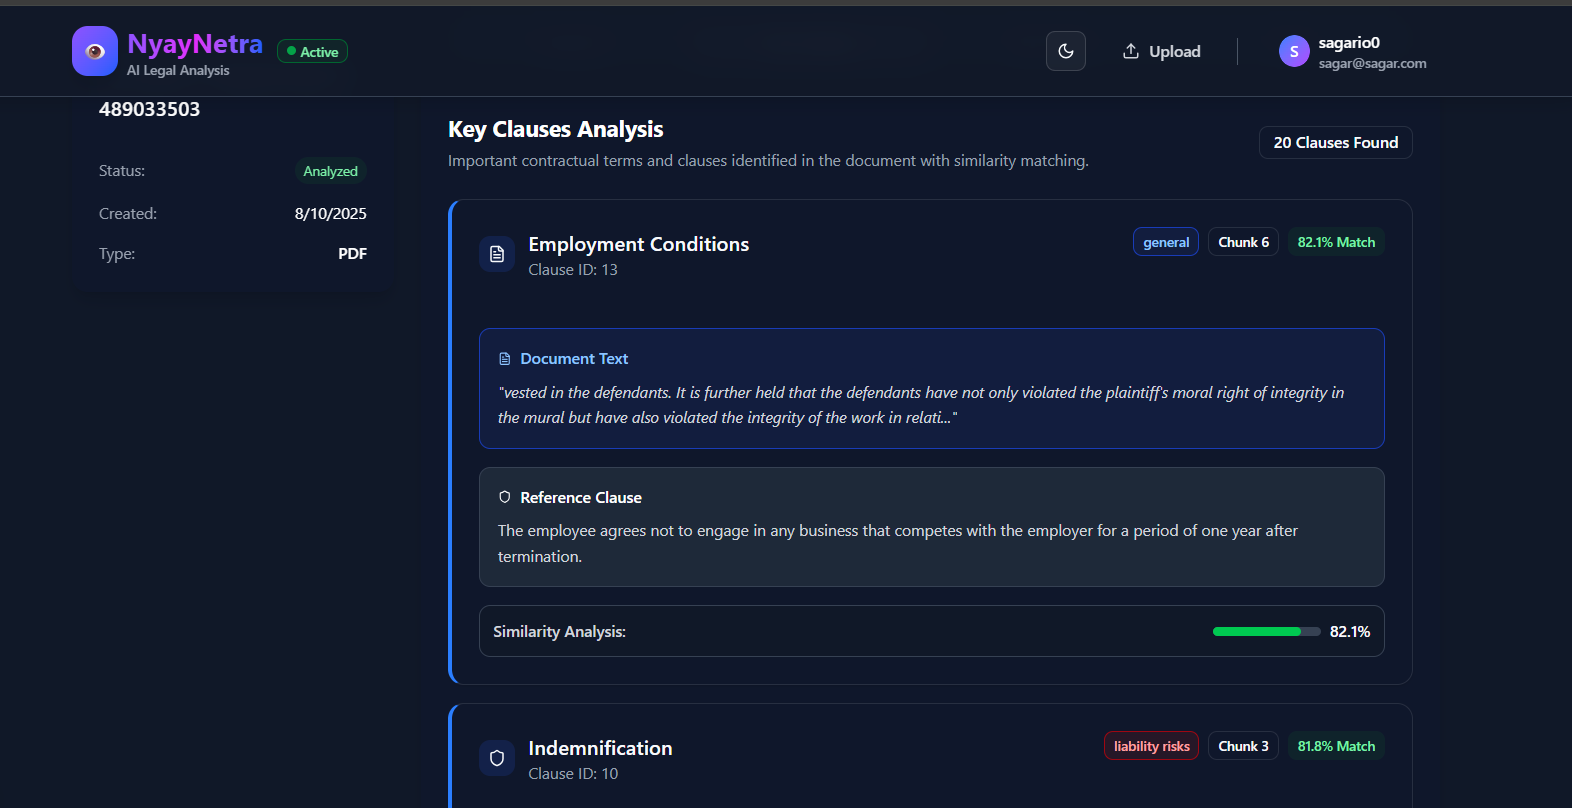 NyayNetra
AI Legal Analysis
Active
Upload
S
sagario0
sagar@sagar.com
489033503
Status:
Analyzed
Created:
8/10/2025
Type:
PDF
Key Clauses Analysis
Important contractual terms and clauses identified in the document with similarity matching.
20 Clauses Found
Employment Conditions
Clause ID: 13
general
Chunk 6
82.1% Match
Document Text
"vested in the defendants. It is further held that the defendants have not only violated the plaintiff's moral right of integrity in
the mural but have also violated the integrity of the work in relati..."
Reference Clause
The employee agrees not to engage in any business that competes with the employer for a period of one year after
termination.
Similarity Analysis:
82.1%
Indemnification
Clause ID: 10
liability risks
Chunk 3
81.8% Match